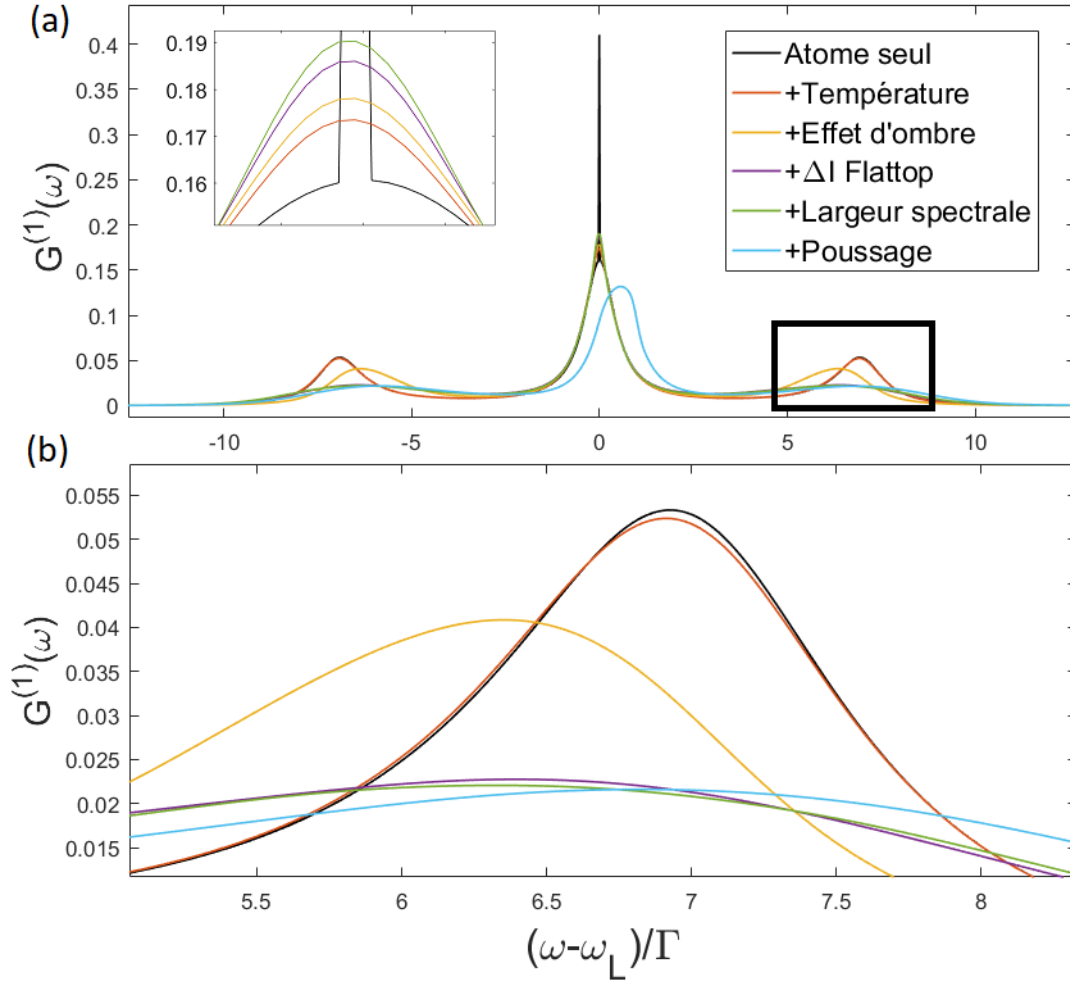 (a)
0.19
0.18
0.17
0.16
Atome seul
+Température
+Effet d'ombre
+ΔI Flattop
+Largeur spectrale
+Poussage
G^(1)(ω)
0.4
0.35
0.3
0.25
0.2
0.15
0.1
0.05
0
-10 -5 0 5 10
(b)
G^(1)(ω)
0.055
0.05
0.045
0.04
0.035
0.03
0.025
0.02
0.015
5.5 6 6.5 7 7.5 8
(ω-ω_L)/Γ